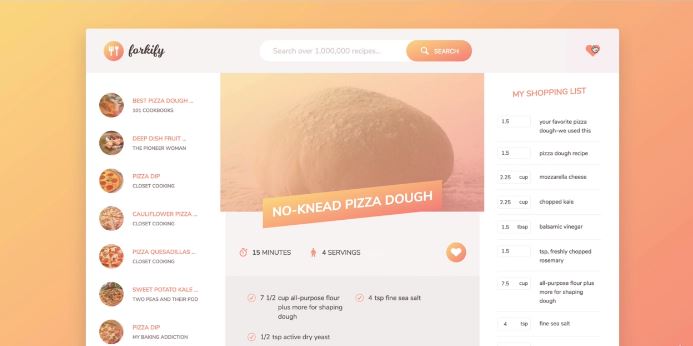 forkify
Search over 1,000,000 recipes...
SEARCH
BEST PIZZA DOUGH ...
101 COOKBOOKS
DEEP DISH FRUIT ...
THE PIONEER WOMAN
PIZZA DIP
CLOSET COOKING
CAULIFLOWER PIZZA ...
CLOSET COOKING
PIZZA QUESADILLAS ...
CLOSET COOKING
SWEET POTATO KALE ...
TWO PEAS AND THEIR POD
PIZZA DIP
MY BAKING ADDICTION
NO-KNEAD PIZZA DOUGH
15 MINUTES
4 SERVINGS
7 1/2 cup all-purpose flour
plus more for shaping
dough
4 tsp fine sea salt
1/2 tsp active dry yeast
MY SHOPPING LIST
1.5 your favorite pizza
dough-we used this
1.5 pizza dough recipe
2.25 cup mozzarella cheese
2.25 cup chopped kale
1.5 tbsp balsamic vinegar
1.5 tsp, freshly chopped
rosemary
7.5 cup all-purpose flour plus
more for shaping
dough
4 tsp fine sea salt